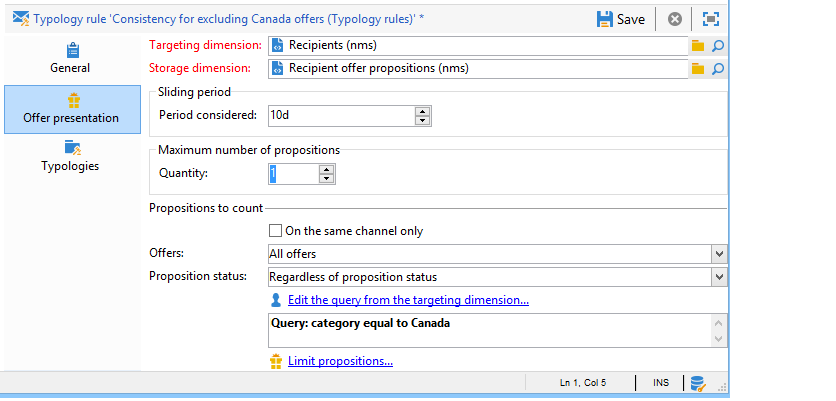 Typology rule 'Consistency for excluding Canada offers (Typology rules)' *
Save
General
Offer presentation
Typologies
Targeting dimension: Recipients (nms)
Storage dimension: Recipient offer propositions (nms)
Sliding period
Period considered: 10d
Maximum number of propositions
Quantity: 1
Propositions to count
On the same channel only
Offers: All offers
Proposition status: Regardless of proposition status
Edit the query from the targeting dimension...
Query: category equal to Canada
Limit propositions...
Ln 1, Col 5 INS